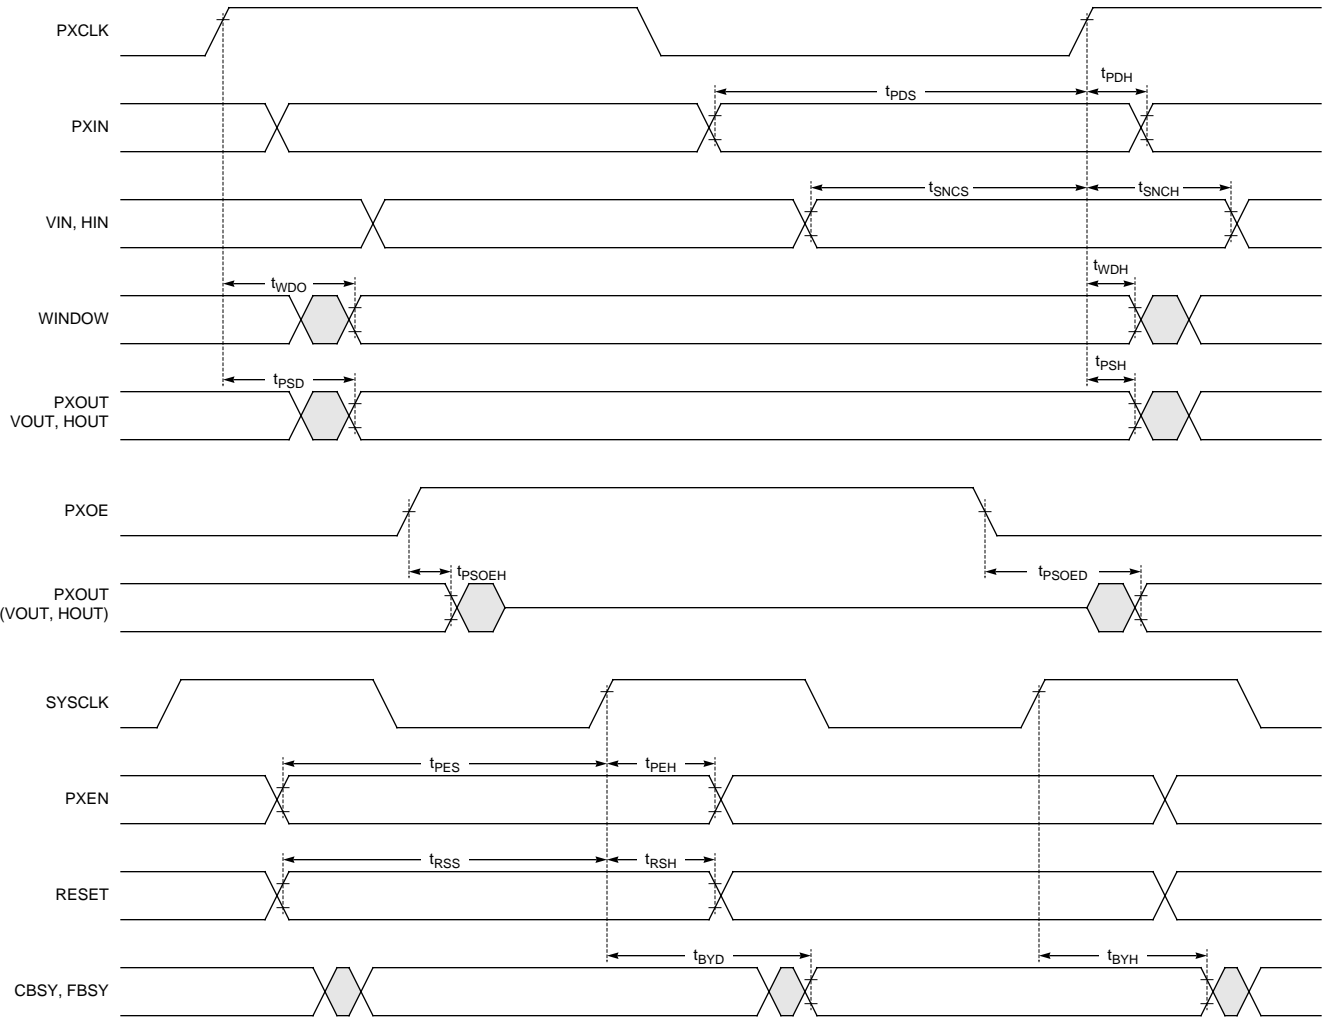 PXCLK
tPDH
tPDS
PXIN
tSNCS
tSNCH
VIN, HIN
tWDH
tWDO
WINDOW
tPSH
tPSD
PXOUT
VOUT, HOUT
PXOE
tPSOEH
tPSOED
PXOUT
(VOUT, HOUT)
SYSCLK
tPES
tPEH
PXEN
tRSS
tRSH
RESET
tBYD
tBYH
CBSY, FBSY